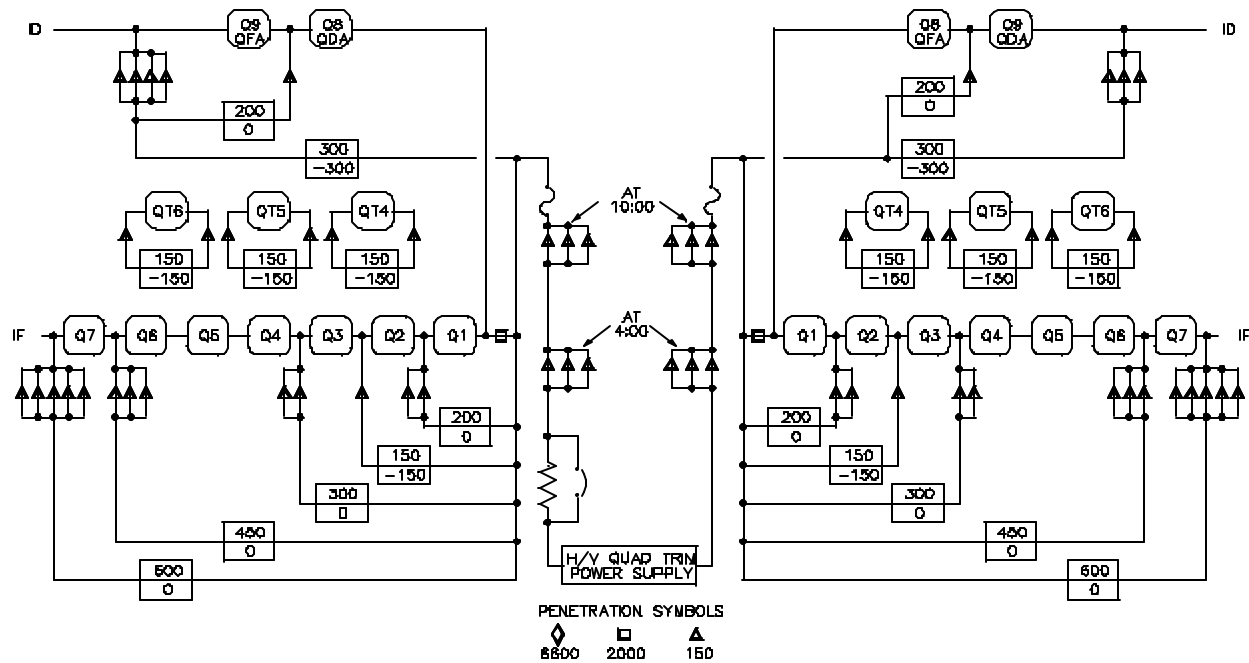 ID Q9 QFA Q8 QDA Q8 QFA Q9 QDA ID
200 0 200 0
300 -300 300 -300
AT 10:00
QT6 QT5 QT4 QT4 QT5 QT6
150 -150 150 -150 150 -150 150 -150 150 -150 150 -150
AT 4:00
IF Q7 Q6 Q5 Q4 Q3 Q2 Q1 Q1 Q2 Q3 Q4 Q5 Q6 Q7 IF
200 0 200 0
150 -150 150 -150
300 0 300 0
450 0 450 0
600 0 600 0
H/V QUAD TRIM
POWER SUPPLY
PENETRATION SYMBOLS
6600 2000 150